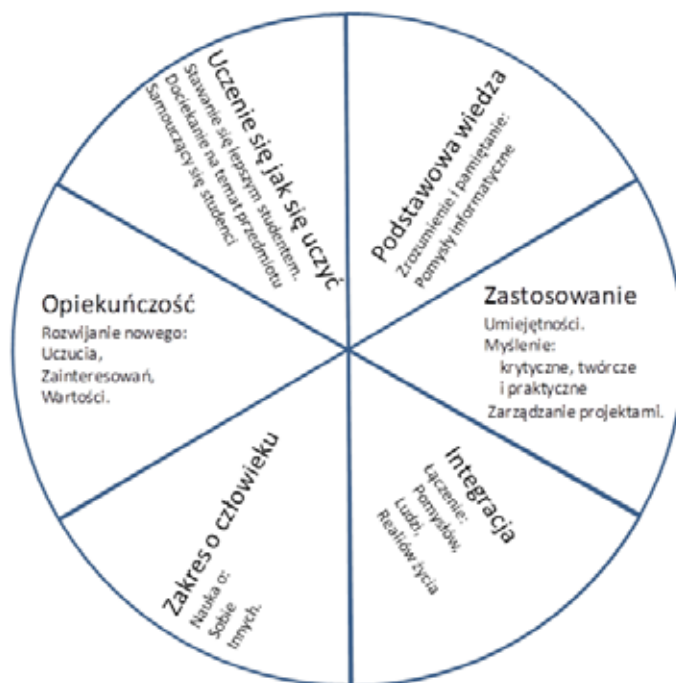 Uczenie się jak się uczyć
Stawanie się lepszym studentem.
Dociekanie na temat przedmiotu
Samouczący się studenci
Podstawowa wiedza
Zrozumienie i pamiętanie:
Pomysły informatyczne
Zastosowanie
Umiejętności.
Myślenie:
krytyczne, twórcze
i praktyczne
Zarządzanie projektami.
Integracja
Łączenie:
Pomysłów,
Ludzi,
Realiów życia
Zakres o człowieku
Nauka o:
Sobie
Innych.
Opiekuńczość
Rozwijanie nowego:
Uczucia,
Zainteresowań,
Wartości.